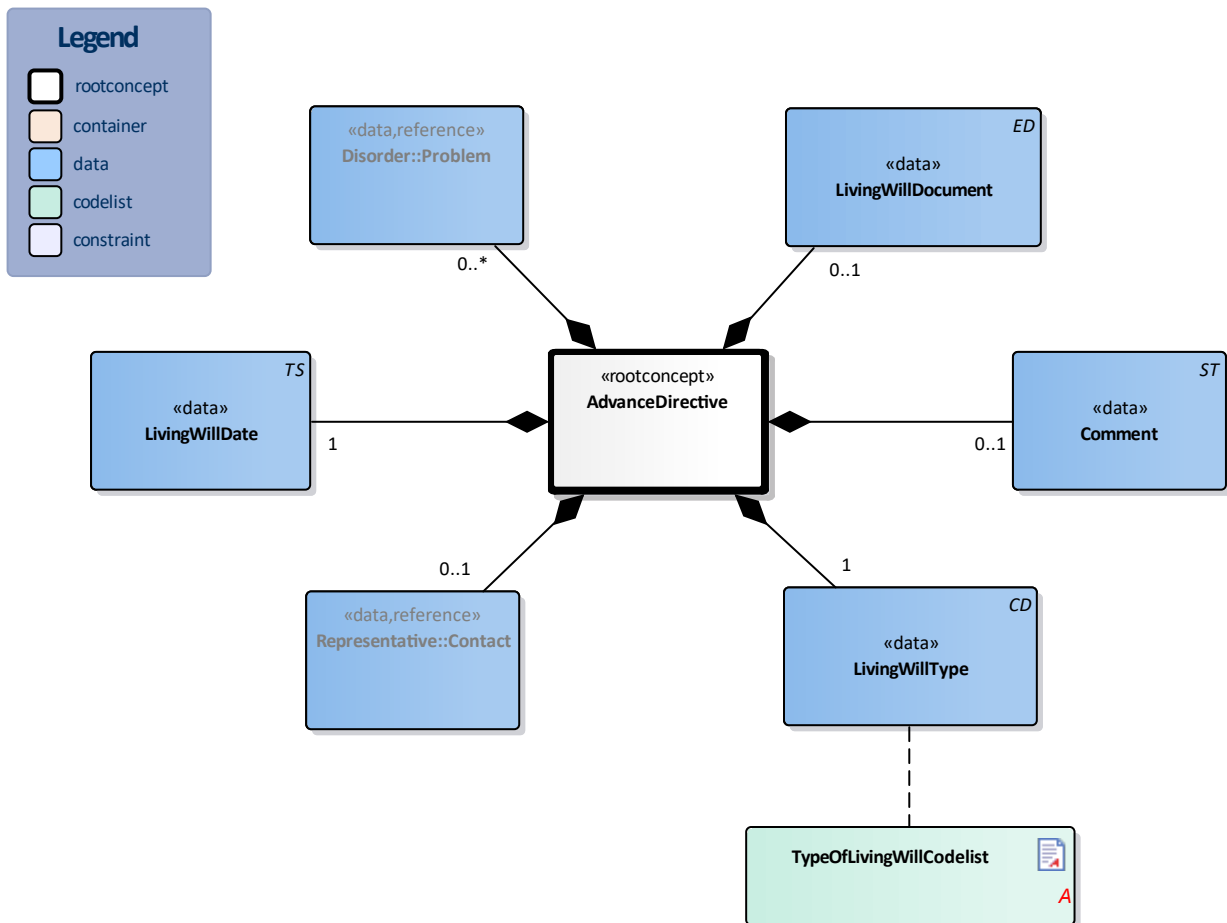 Legend
rootconcept
container
data
codelist
constraint
«data,reference»
Disorder::Problem
0..*
ED
«data»
LivingWillDocument
0..1
TS
«data»
LivingWillDate
1
«rootconcept»
AdvanceDirective
ST
«data»
Comment
0..1
0..1
«data,reference»
Representative::Contact
1
CD
«data»
LivingWillType
TypeOfLivingWillCodelist
A